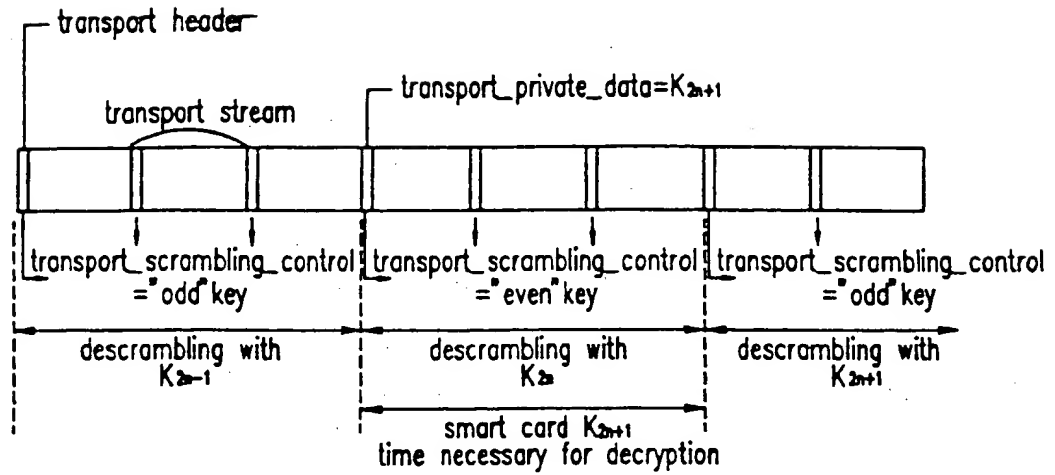 transport header
transport_private_data=K2n+1
transport stream
transport_scrambling_control
="odd"key
transport_scrambling_control
="even"key
transport_scrambling_control
="odd"key
descrambling with
K2n-1
descrambling with
K2n
descrambling with
K2n+1
smart card K2n+1
time necessary for decryption